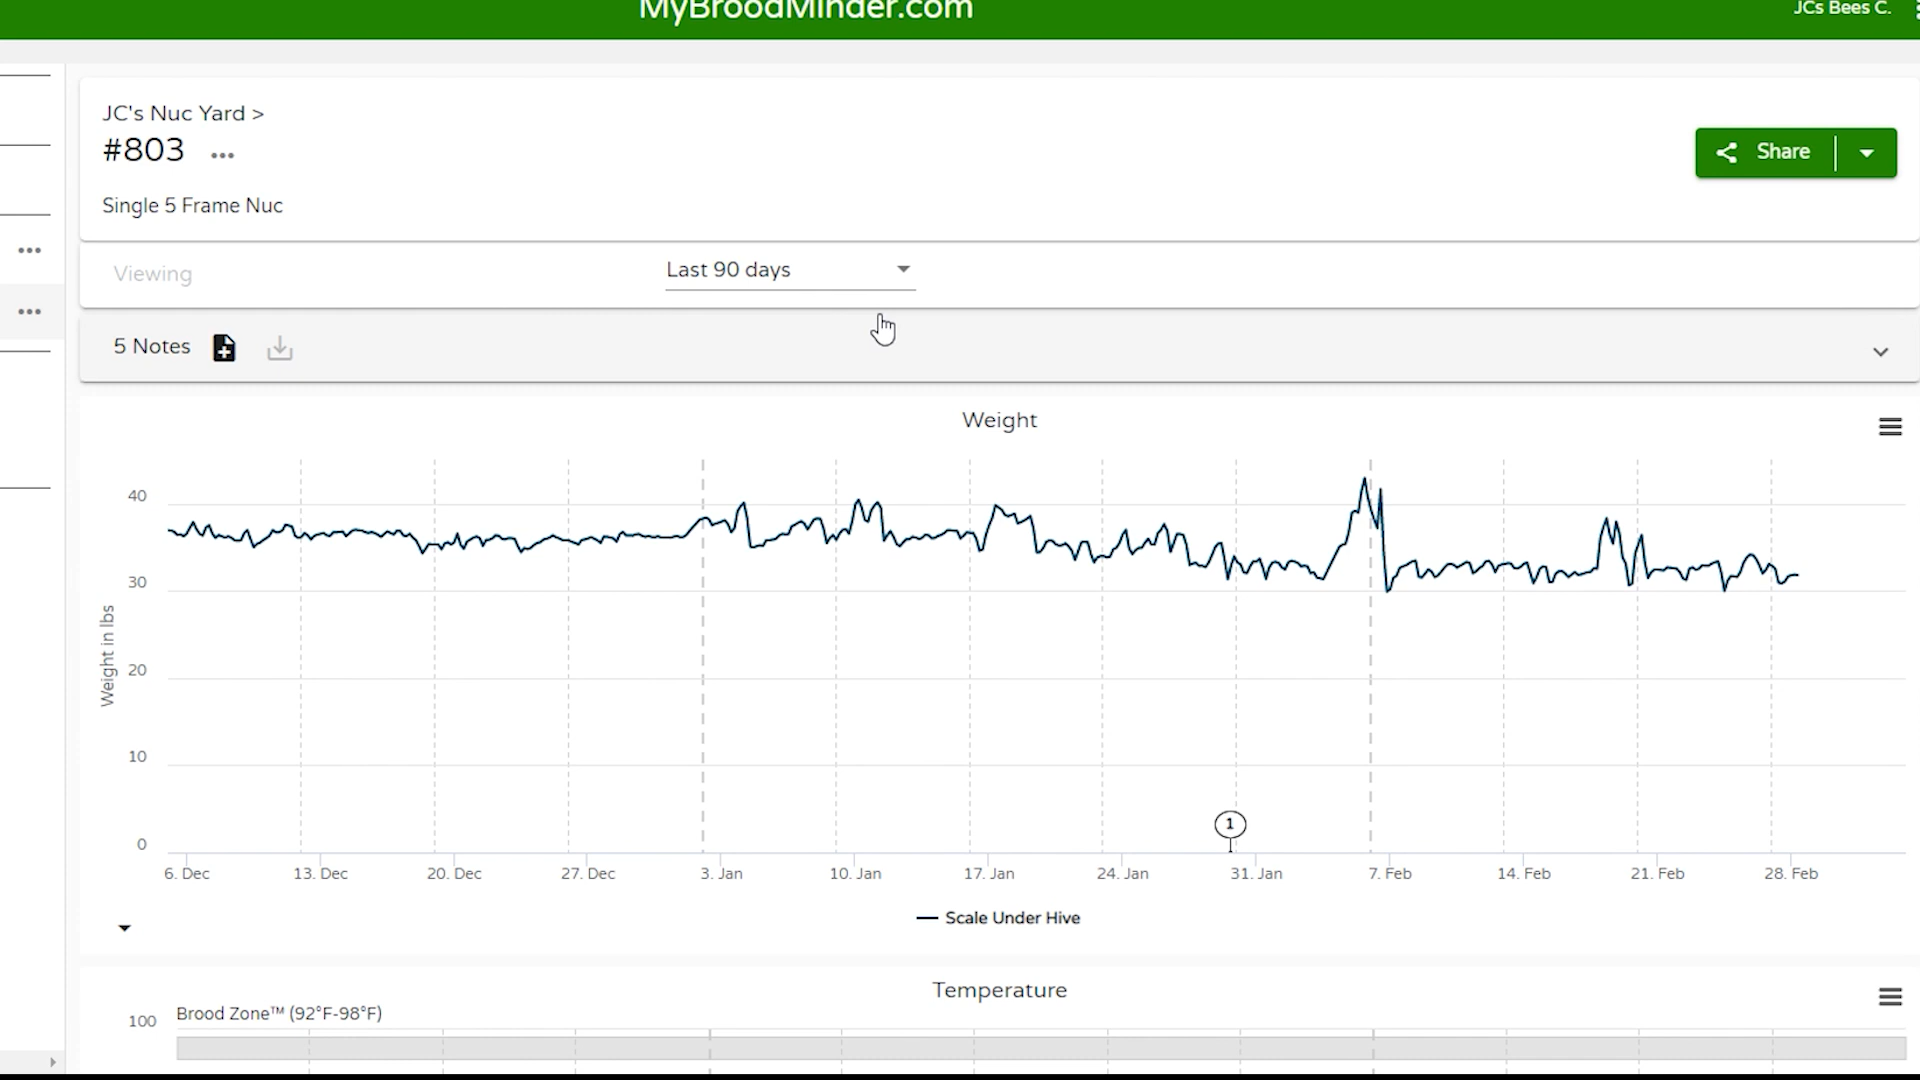 MyBroodMinder.com
JCs Bees C.
JC's Nuc Yard >
#803 ...
Share
Single 5 Frame Nuc
Viewing
Last 90 days
5 Notes
Weight
40
30
20
10
0
Weight in lbs
1
6. Dec
13. Dec
20. Dec
27. Dec
3. Jan
10. Jan
17. Jan
24. Jan
31. Jan
7. Feb
14. Feb
21. Feb
28. Feb
Scale Under Hive
Temperature
Brood Zone™ (92°F-98°F)
100